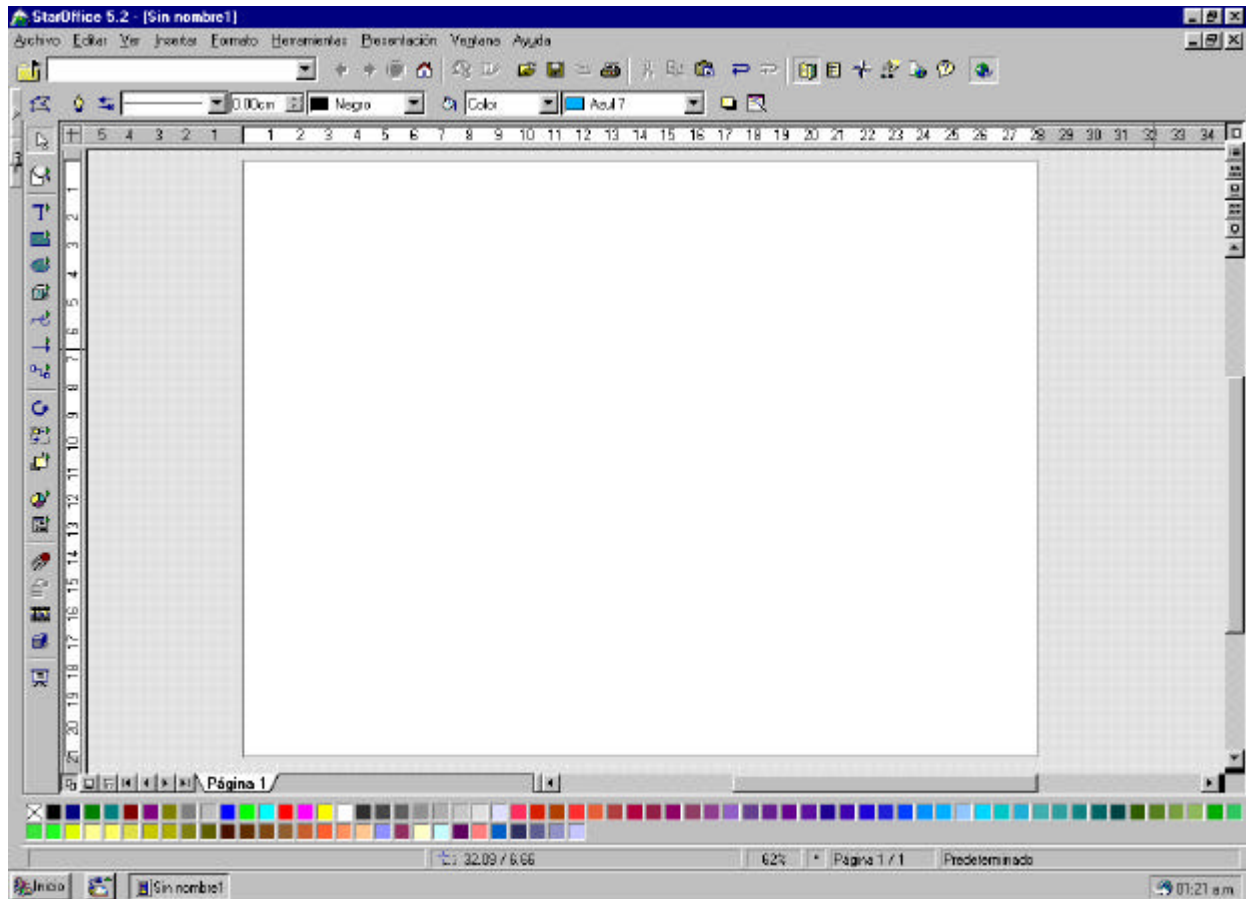 StarOffice 5.2 - [Sin nombre1]
Archivo Editar Ver Insertar Formato Herramientas Presentación Ventana Ayuda
0.00cm Negro Color Azul 7
5 4 3 2 1 1 2 3 4 5 6 7 8 9 10 11 12 13 14 15 16 17 18 19 20 21 22 23 24 25 26 27 28 29 30 31 32 33 34
1 2 3 4 5 6 7 8 9 10 11 12 13 14 15 16 17 18 19 20 21
Página 1
32.09 / 6.66 62% * Página 1 / 1 Predeterminado
Inicio Sin nombre1 01:21 a.m.